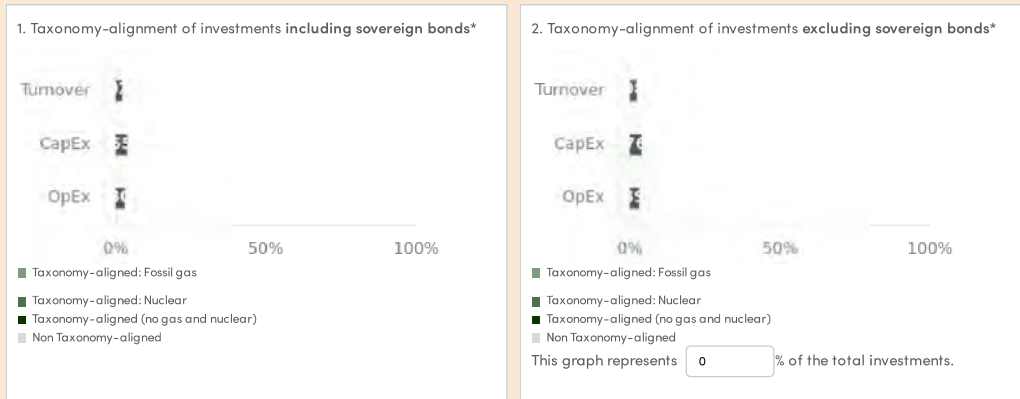 1. Taxonomy-alignment of investments including sovereign bonds*
Turnover
CapEx
OpEx
0% 50% 100%
Taxonomy-aligned: Fossil gas
Taxonomy-aligned: Nuclear
Taxonomy-aligned (no gas and nuclear)
Non Taxonomy-aligned
2. Taxonomy-alignment of investments excluding sovereign bonds*
Turnover
CapEx
OpEx
0% 50% 100%
Taxonomy-aligned: Fossil gas
Taxonomy-aligned: Nuclear
Taxonomy-aligned (no gas and nuclear)
Non Taxonomy-aligned
This graph represents 0 % of the total investments.